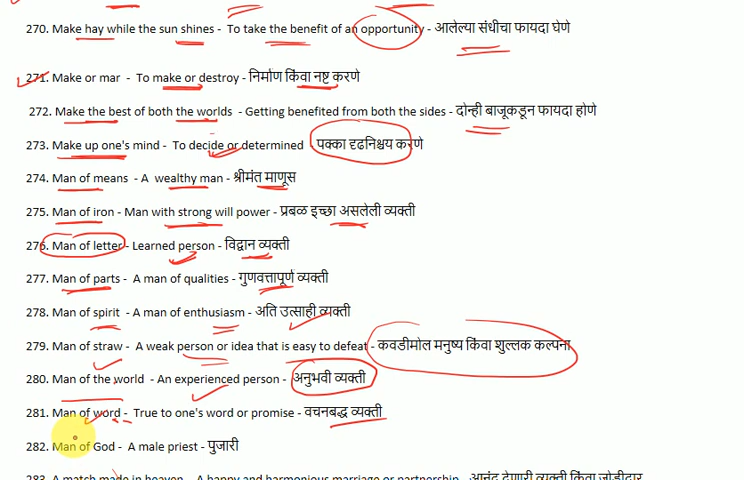 270. Make hay while the sun shines - To take the benefit of an opportunity - आलेल्या संधीचा फायदा घेणे
271. Make or mar - To make or destroy - निर्माण किंवा नष्ट करणे
272. Make the best of both the worlds - Getting benefited from both the sides - दोन्ही बाजूकडून फायदा होणे
273. Make up one's mind - To decide or determined - पक्का दृढनिश्चय करणे
274. Man of means - A wealthy man - श्रीमंत माणूस
275. Man of iron - Man with strong will power - प्रबळ इच्छा असलेली व्यक्ती
276. Man of letter - Learned person - विद्वान व्यक्ती
277. Man of parts - A man of qualities - गुणवत्तापूर्ण व्यक्ती
278. Man of spirit - A man of enthusiasm - अति उत्साही व्यक्ती
279. Man of straw - A weak person or idea that is easy to defeat - कवडीमोल मनुष्य किंवा शुल्लक कल्पना
280. Man of the world - An experienced person - अनुभवी व्यक्ती
281. Man of word - True to one's word or promise - वचनबद्ध व्यक्ती
282. Man of God - A male priest - पुजारी
283. A match made in heaven - A happy and harmonious marriage or partnership - आनंद देणारी व्यक्ती किंवा जोडीदार